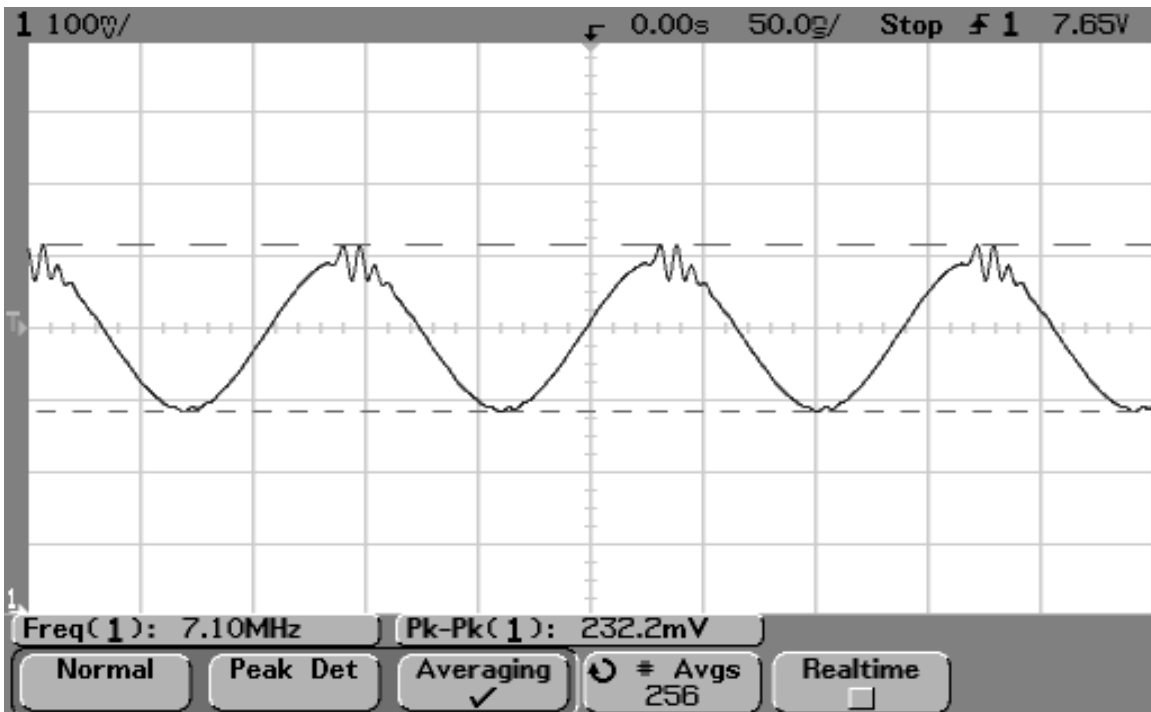 1 100mV/ 0.00s 50.0ns/ Stop 1 7.65V
T
1
Freq(1): 7.10MHz Pk-Pk(1): 232.2mV
Normal Peak Det Averaging # Avgs Realtime
256